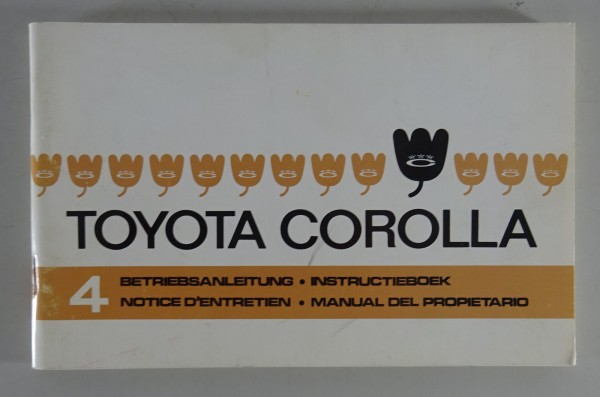 TOYOTA COROLLA
4
BETRIEBSANLEITUNG • INSTRUCTIEBOEK
NOTICE D'ENTRETIEN • MANUAL DEL PROPIETARIO